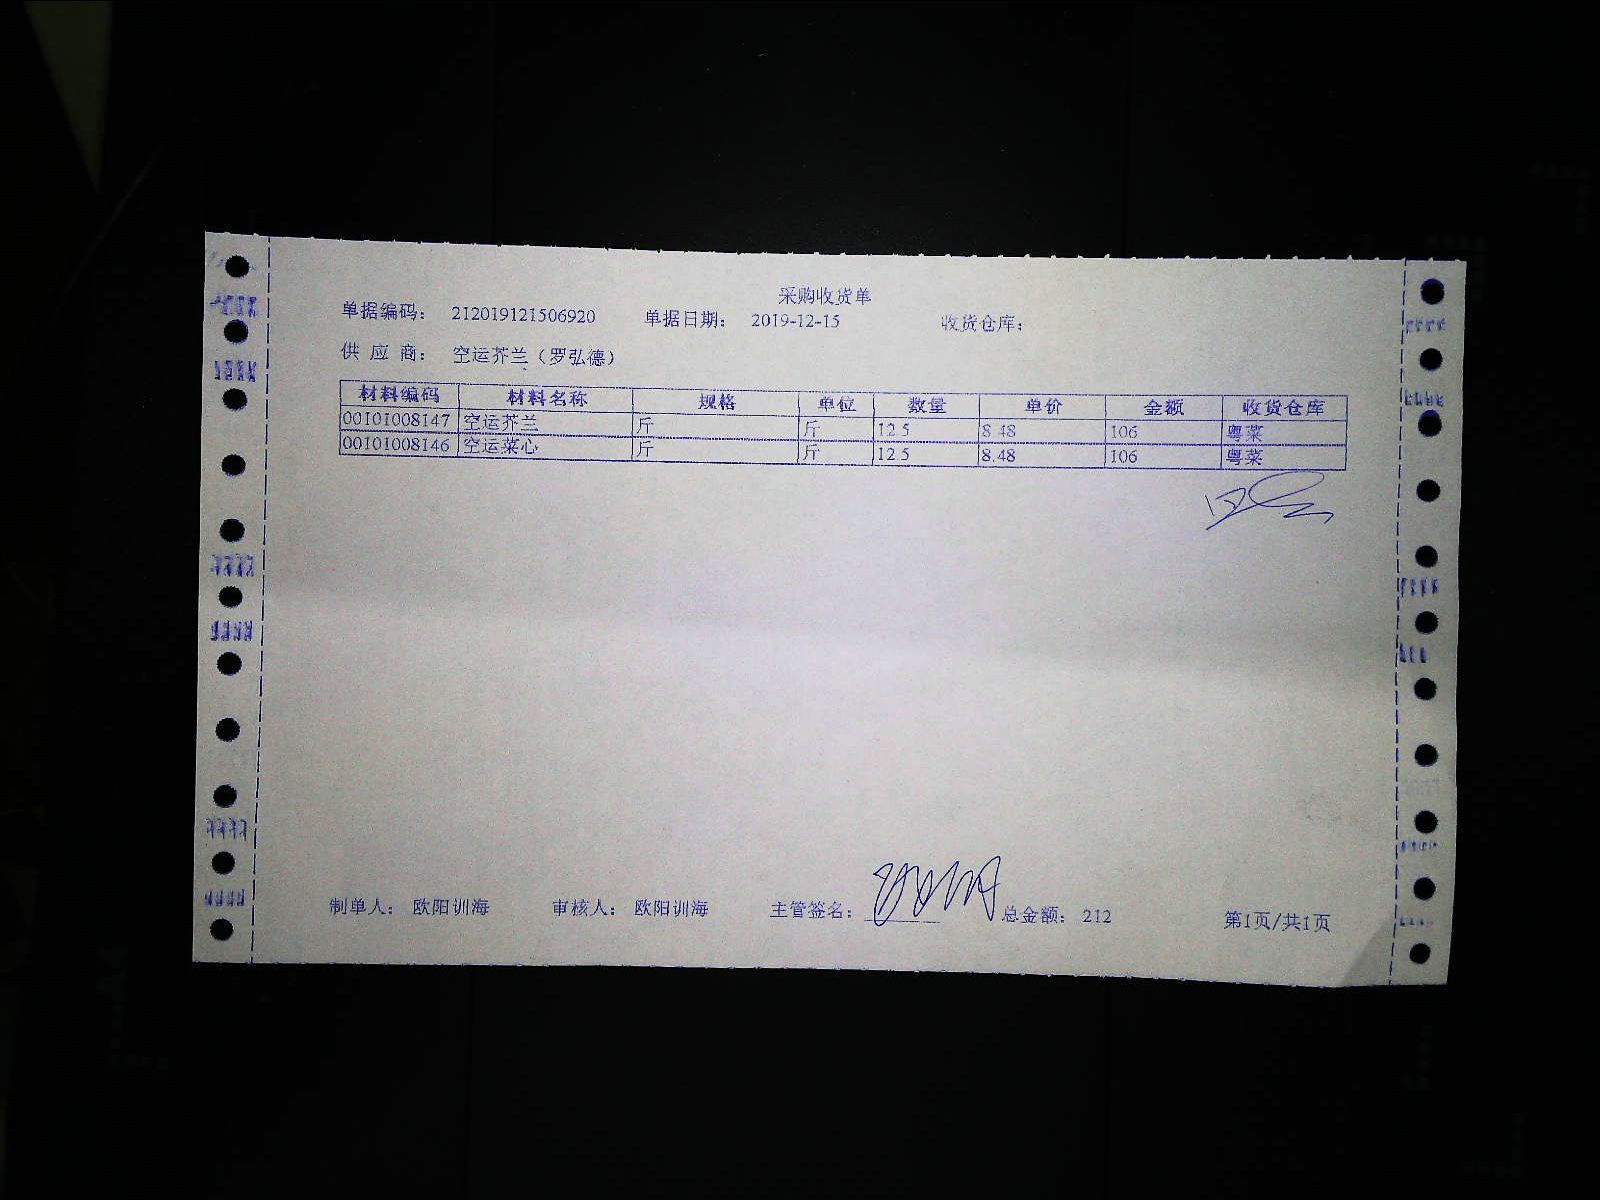 采购收货单
单据编码： 212019121506920 单据日期： 2019-12-15 收货仓库：
供 应 商： 空运芥兰（罗弘德）
材料编码 材料名称 规格 单位 数量 单价 金额 收货仓库
00101008147 空运芥兰 斤 斤 12.5 8.48 106 粤菜
00101008146 空运菜心 斤 斤 12.5 8.48 106 粤菜
制单人： 欧阳训海 审核人： 欧阳训海 主管签名： 总金额： 212 第1页/共1页